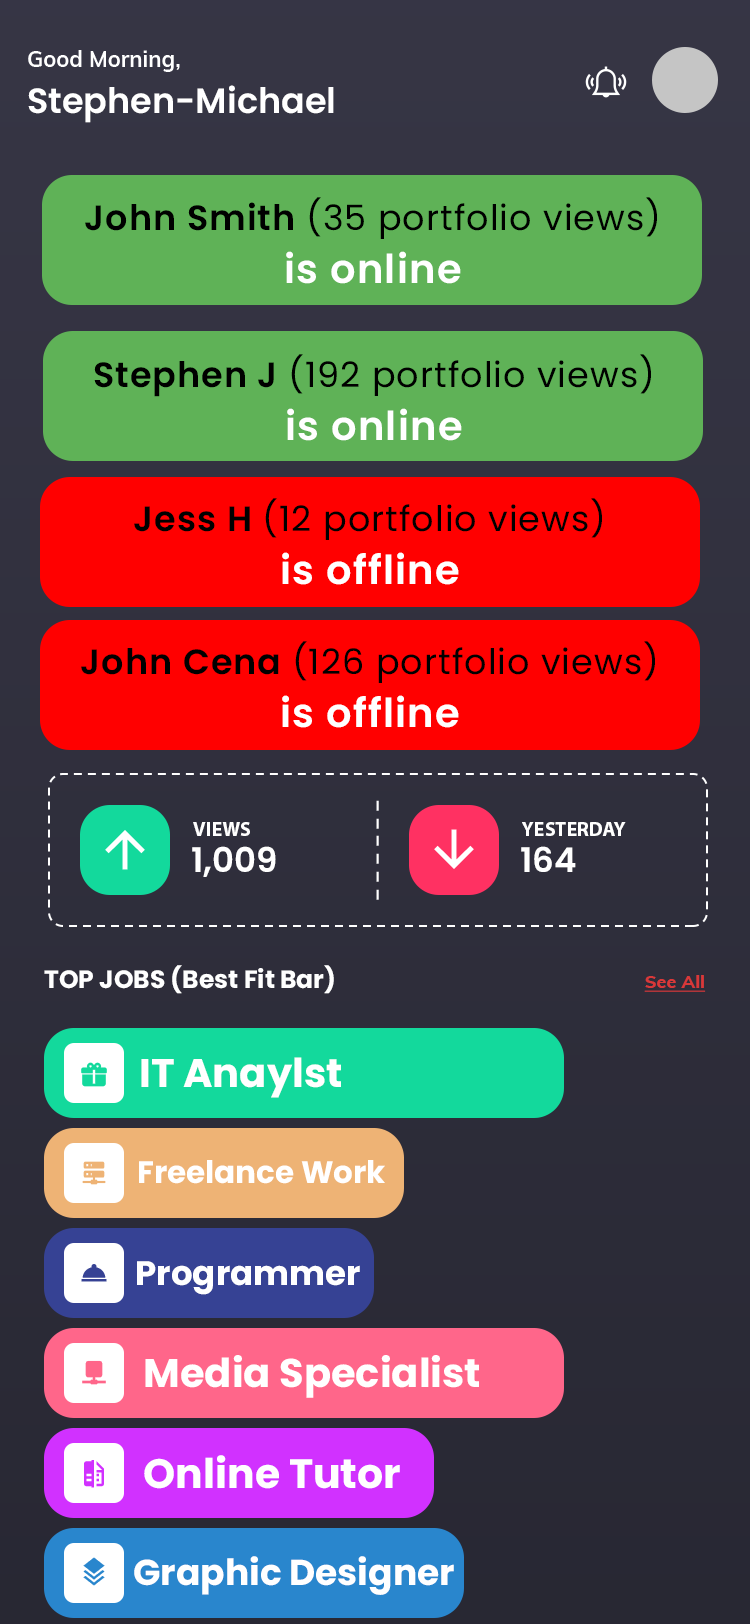 Good Morning,
Stephen-Michael
John Smith (35 portfolio views)
is online
Stephen J (192 portfolio views)
is online
Jess H (12 portfolio views)
is offline
John Cena (126 portfolio views)
is offline
VIEWS
1,009
YESTERDAY
164
TOP JOBS (Best Fit Bar)
See All
IT Anaylst
Freelance Work
Programmer
Media Specialist
Online Tutor
Graphic Designer